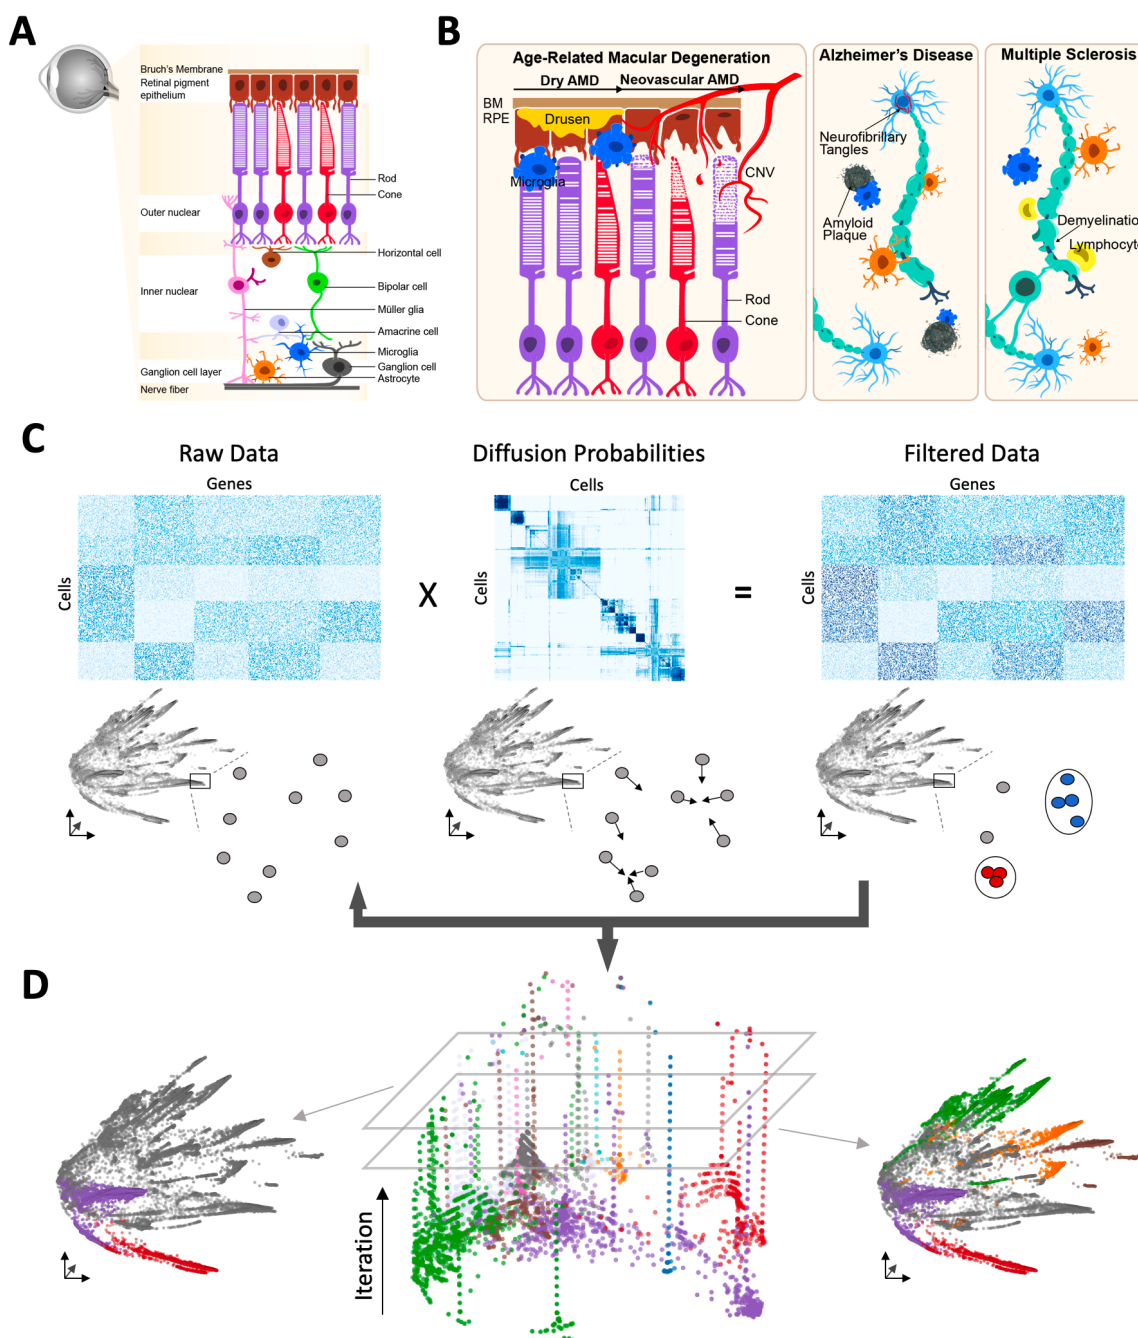 A
Bruch's Membrane
Retinal pigment
epithelium
Rod
Cone
Outer nuclear
Horizontal cell
Inner nuclear
Bipolar cell
Müller glia
Amacrine cell
Microglia
Ganglion cell layer
Ganglion cell
Astrocyte
Nerve fiber
B
Age-Related Macular Degeneration
Dry AMD
Neovascular AMD
BM
RPE
Drusen
Microglia
CNV
Rod
Cone
Alzheimer's Disease
Neurofibrillary
Tangles
Amyloid
Plaque
Multiple Sclerosis
Demyelinatio
Lymphocyte
C
Raw Data
Genes
Cells
X
Diffusion Probabilities
Cells
Cells
=
Filtered Data
Genes
Cells
D
Iteration